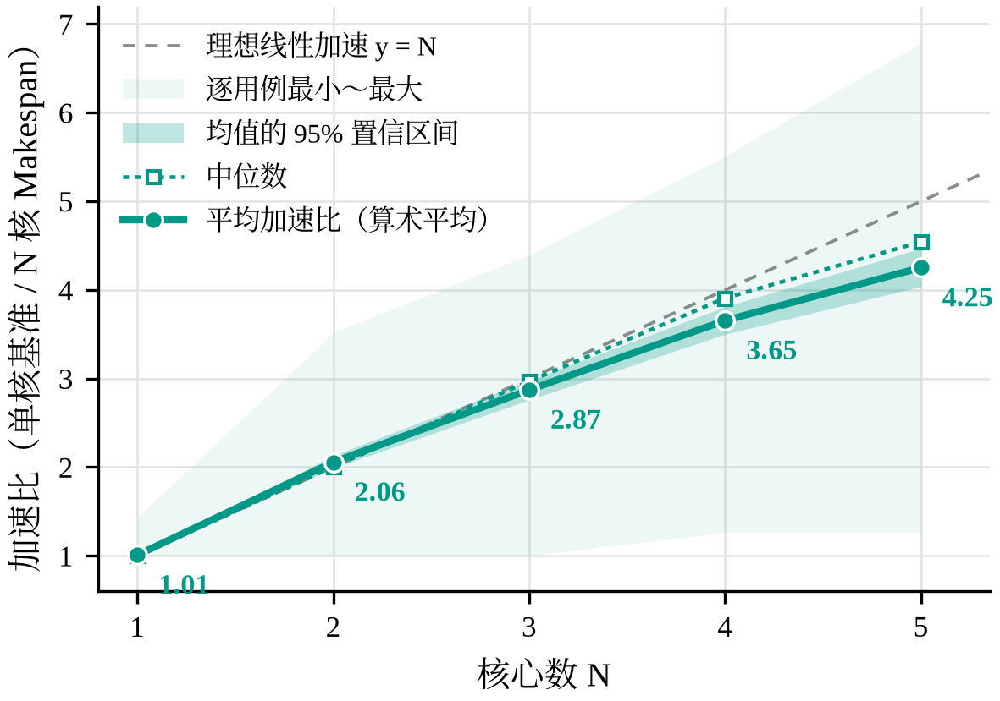 7
6
5
4
3
2
1
加速比（单核基准 / N 核 Makespan）
理想线性加速 y = N
逐用例最小～最大
均值的 95% 置信区间
中位数
平均加速比（算术平均）
1.01
2.06
2.87
3.65
4.25
1 2 3 4 5
核心数 N